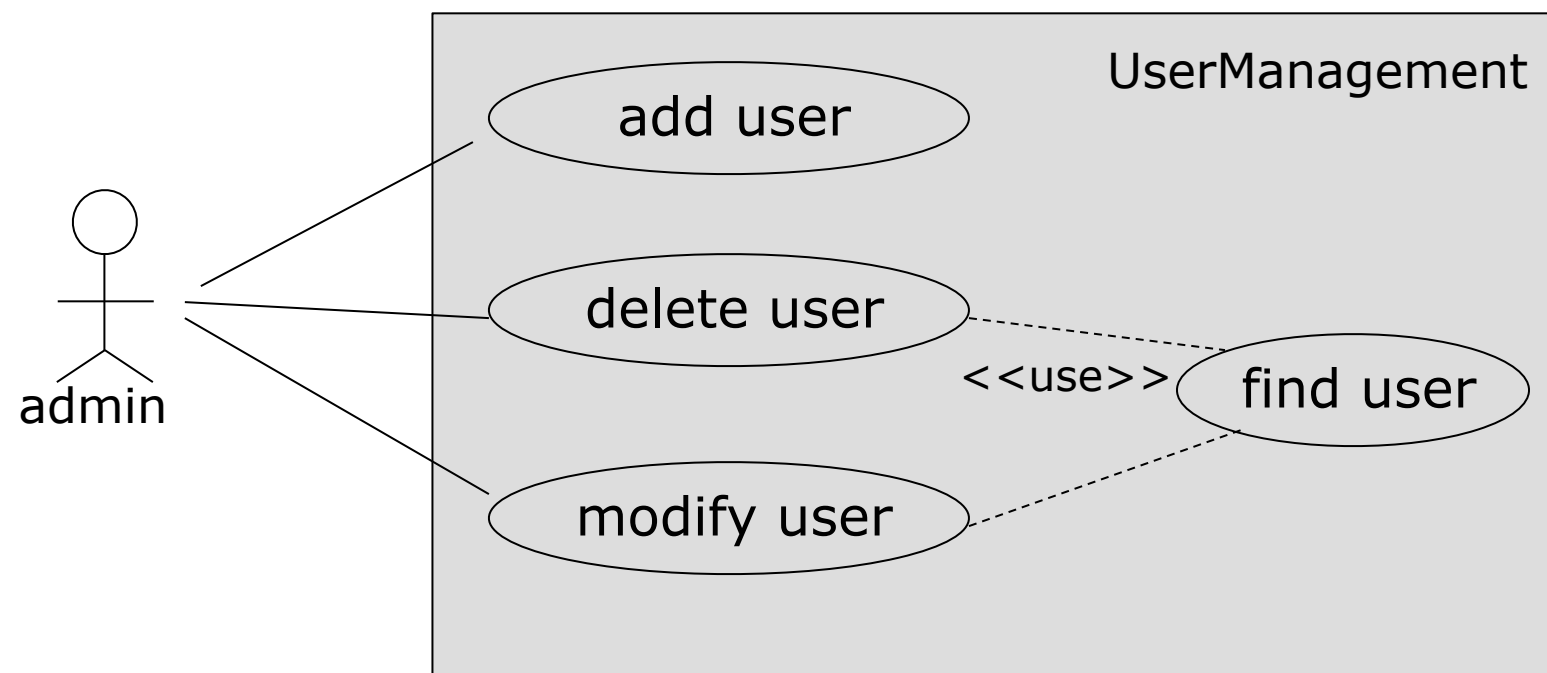 UserManagement
add user
delete user
<<use>>
find user
admin
modify user